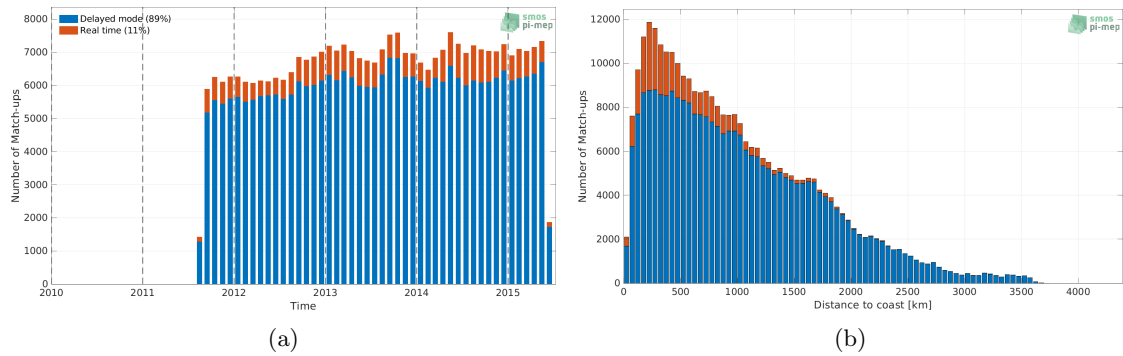 Delayed mode (89%)
Real time (11%)
smos
pi-mep
Number of Match-ups
8000
7000
6000
5000
4000
3000
2000
1000
0
2010 2011 2012 2013 2014 2015
Time
(a)
smos
pi-mep
Number of Match-ups
12000
10000
8000
6000
4000
2000
0
0 500 1000 1500 2000 2500 3000 3500 4000
Distance to coast [km]
(b)